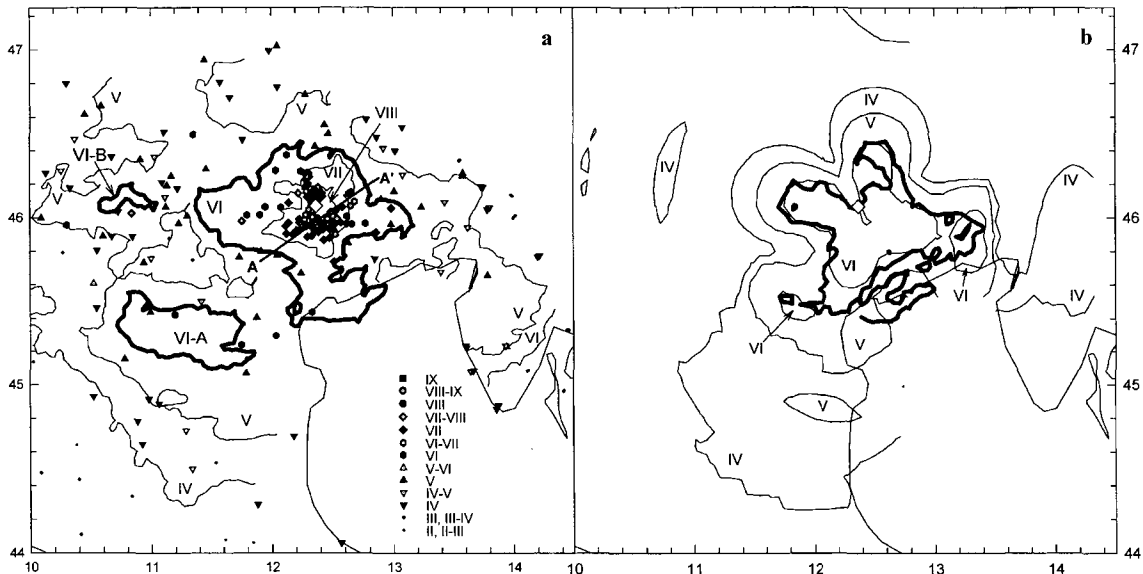 a
b
47
46
45
44
V
V
VIII
VI-B
VII
A'
V
VI
A
VI-A
V
VI
V
IV
IX
VIII-IX
VIII
VII-VIII
VII
VI-VII
VI
V-VI
V
IV-V
IV
III, III-IV
II, II-III
10
11
12
13
14
IV
V
IV
IV
VI
VI
IV
VI
V
V
IV
47
46
45
44
10
11
12
13
14